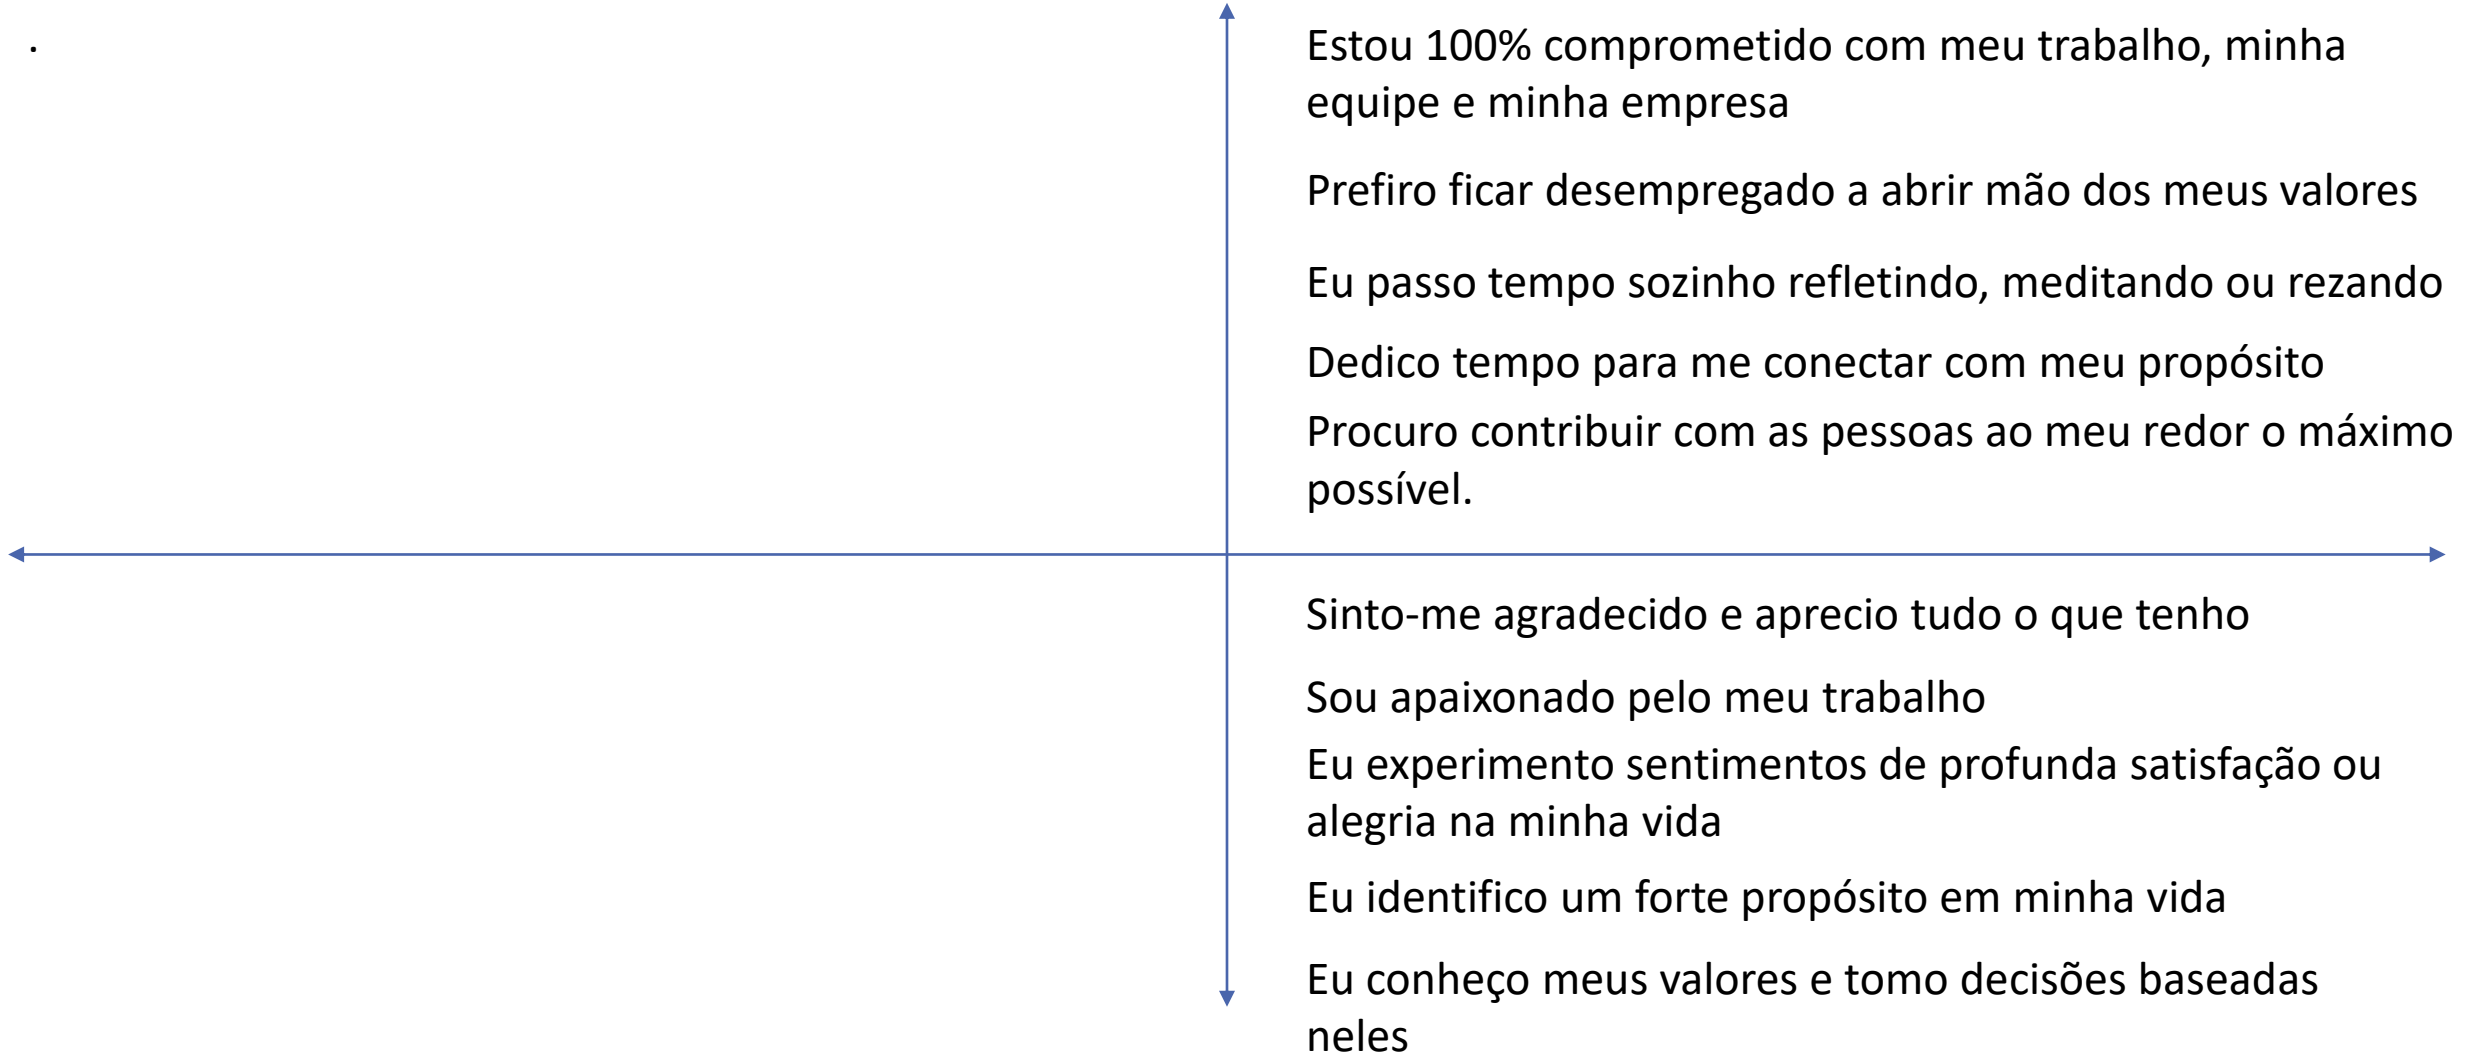 .
Estou 100% comprometido com meu trabalho, minha
equipe e minha empresa
Prefiro ficar desempregado a abrir mão dos meus valores
Eu passo tempo sozinho refletindo, meditando ou rezando
Dedico tempo para me conectar com meu propósito
Procuro contribuir com as pessoas ao meu redor o máximo
possível.
Sinto-me agradecido e aprecio tudo o que tenho
Sou apaixonado pelo meu trabalho
Eu experimento sentimentos de profunda satisfação ou
alegria na minha vida
Eu identifico um forte propósito em minha vida
Eu conheço meus valores e tomo decisões baseadas
neles